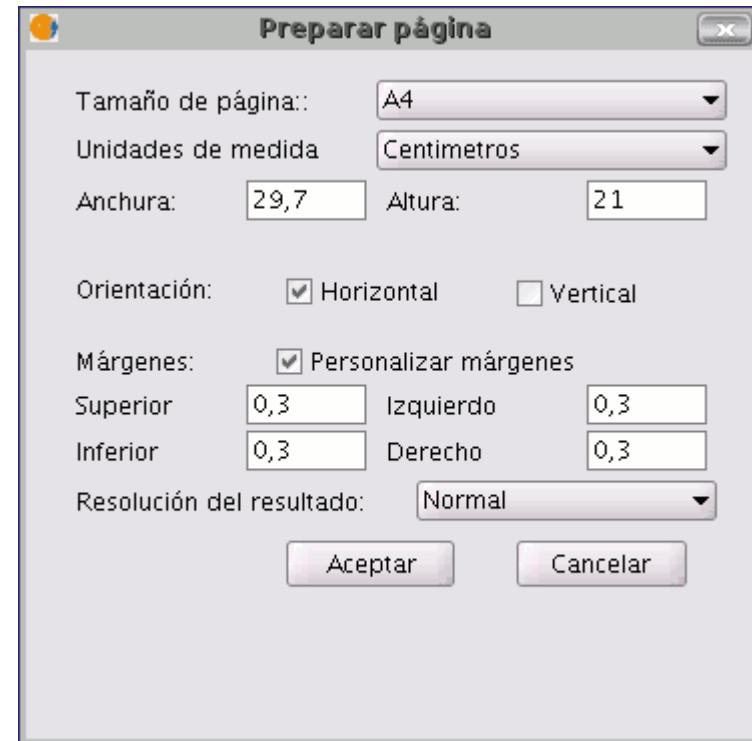 Preparar página
Tamaño de página:: A4
Unidades de medida Centimetros
Anchura: 29,7 Altura: 21
Orientación: Horizontal Vertical
Márgenes: Personalizar márgenes
Superior 0,3 Izquierdo 0,3
Inferior 0,3 Derecho 0,3
Resolución del resultado: Normal
Aceptar Cancelar